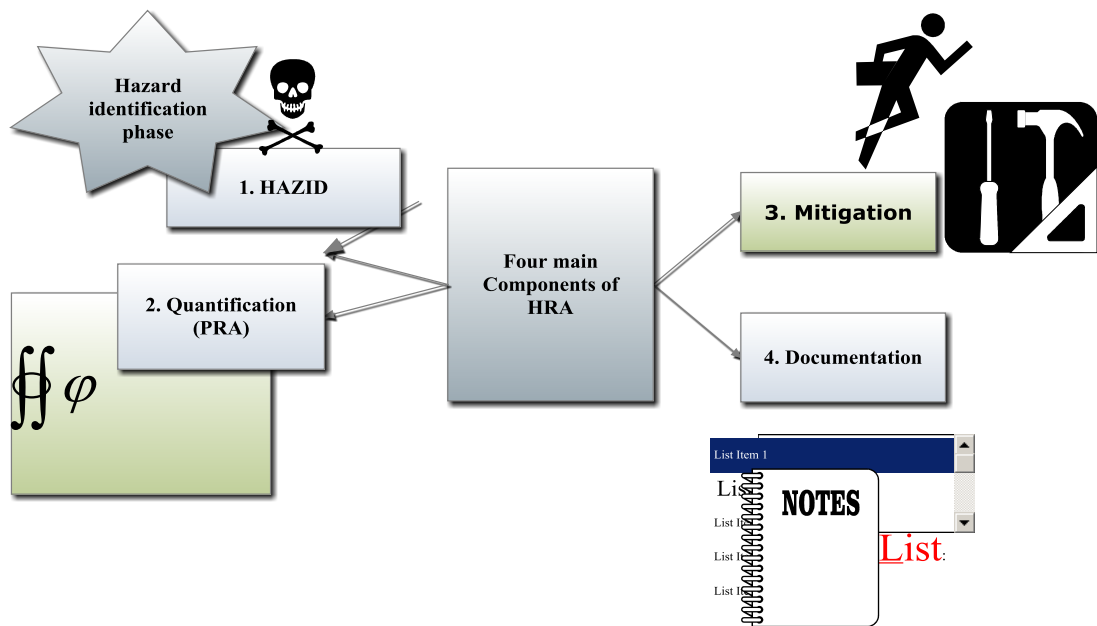 Hazard
identification
phase
1. HAZID
2. Quantification
(PRA)
∯ φ
Four main
Components of
HRA
3. Mitigation
4. Documentation
List Item 1
NOTES
List: